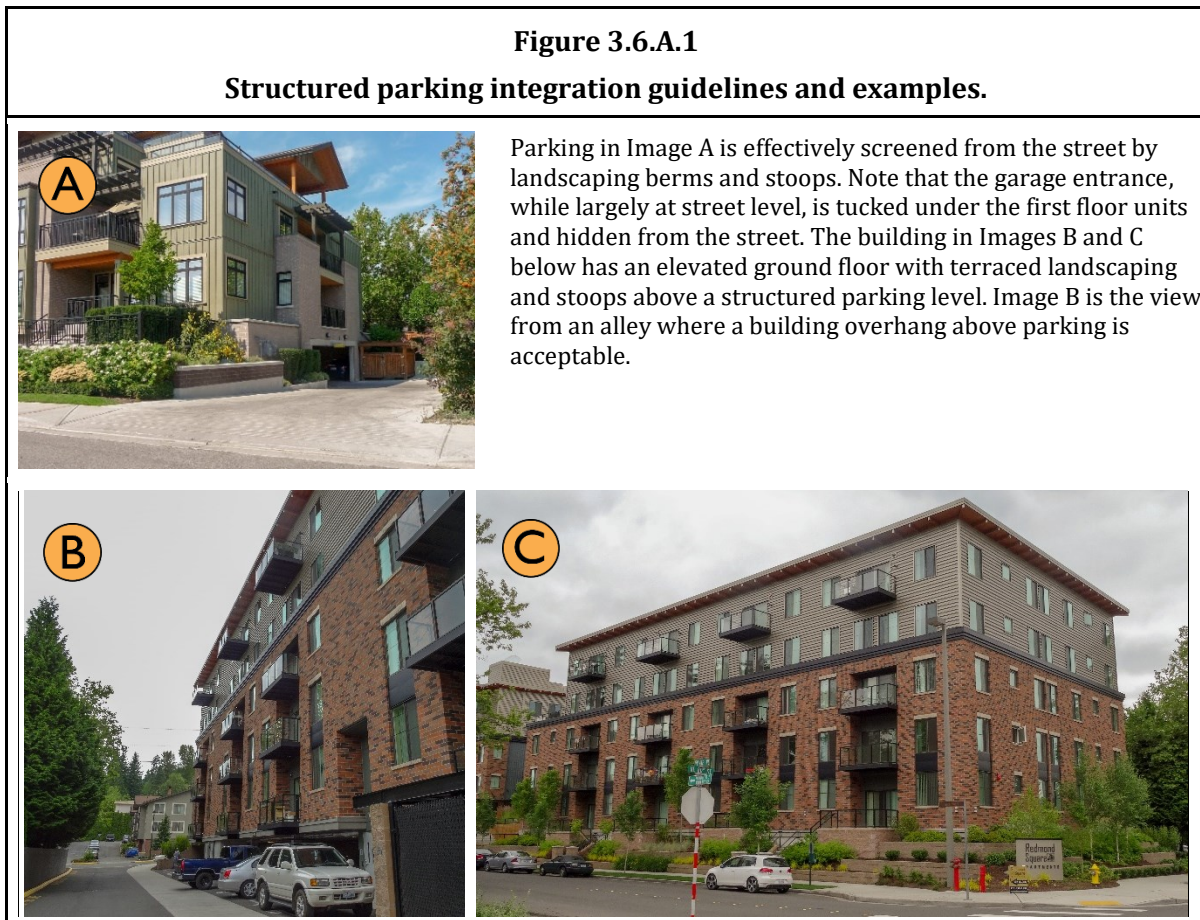 Figure 3.6.A.1
Structured parking integration guidelines and examples.
A
Parking in Image A is effectively screened from the street by
landscaping berms and stoops. Note that the garage entrance,
while largely at street level, is tucked under the first floor units
and hidden from the street. The building in Images B and C
below has an elevated ground floor with terraced landscaping
and stoops above a structured parking level. Image B is the view
from an alley where a building overhang above parking is
acceptable.
B
C
Redmond
Square
APARTMENTS